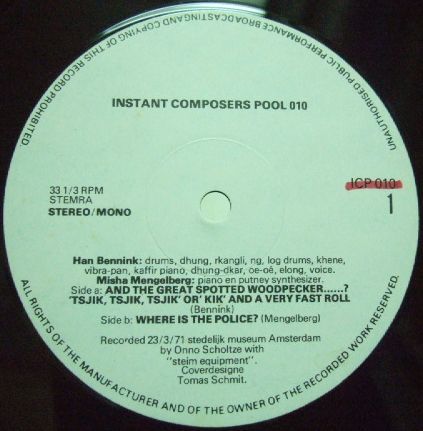 UNAUTHORISED PUBLIC PERFORMANCE BROADCASTING AND COPYING OF THIS RECORD PROHIBITED.
INSTANT COMPOSERS POOL 010
33 1/3 RPM
STEMRA
STEREO/MONO
ICP 010
1
Han Bennink: drums, dhung, rkangli, ng, log drums, khene,
vibra-pan, kaffir piano, dhung-dkar, oe-oê, elong, voice.
Misha Mengelberg: piano en putney synthesizer.
Side a: AND THE GREAT SPOTTED WOODPECKER......?
'TSJIK, TSJIK, TSJIK' OR' KIK' AND A VERY FAST ROLL
(Bennink)
Side b: WHERE IS THE POLICE? (Mengelberg)
Recorded 23/3/71 stedelijk museum Amsterdam
by Onno Scholtze with
"steim equipment".
Coverdesigne
Tomas Schmit.
ALL RIGHTS OF THE MANUFACTURER AND OF THE OWNER OF THE RECORDED WORK RESERVED.